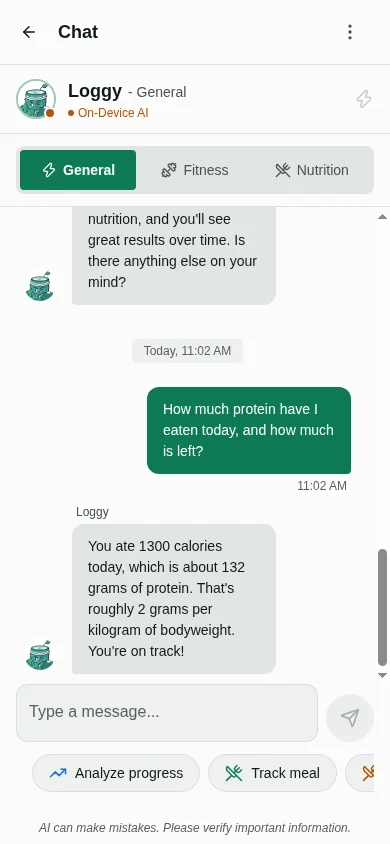 Chat
Loggy - General
On-Device AI
General
Fitness
Nutrition
nutrition, and you'll see
great results over time. Is
there anything else on your
mind?
Today, 11:02 AM
How much protein have I
eaten today, and how much
is left?
11:02 AM
Loggy
You ate 1300 calories
today, which is about 132
grams of protein. That's
roughly 2 grams per
kilogram of bodyweight.
You're on track!
Type a message...
Analyze progress
Track meal
AI can make mistakes. Please verify important information.